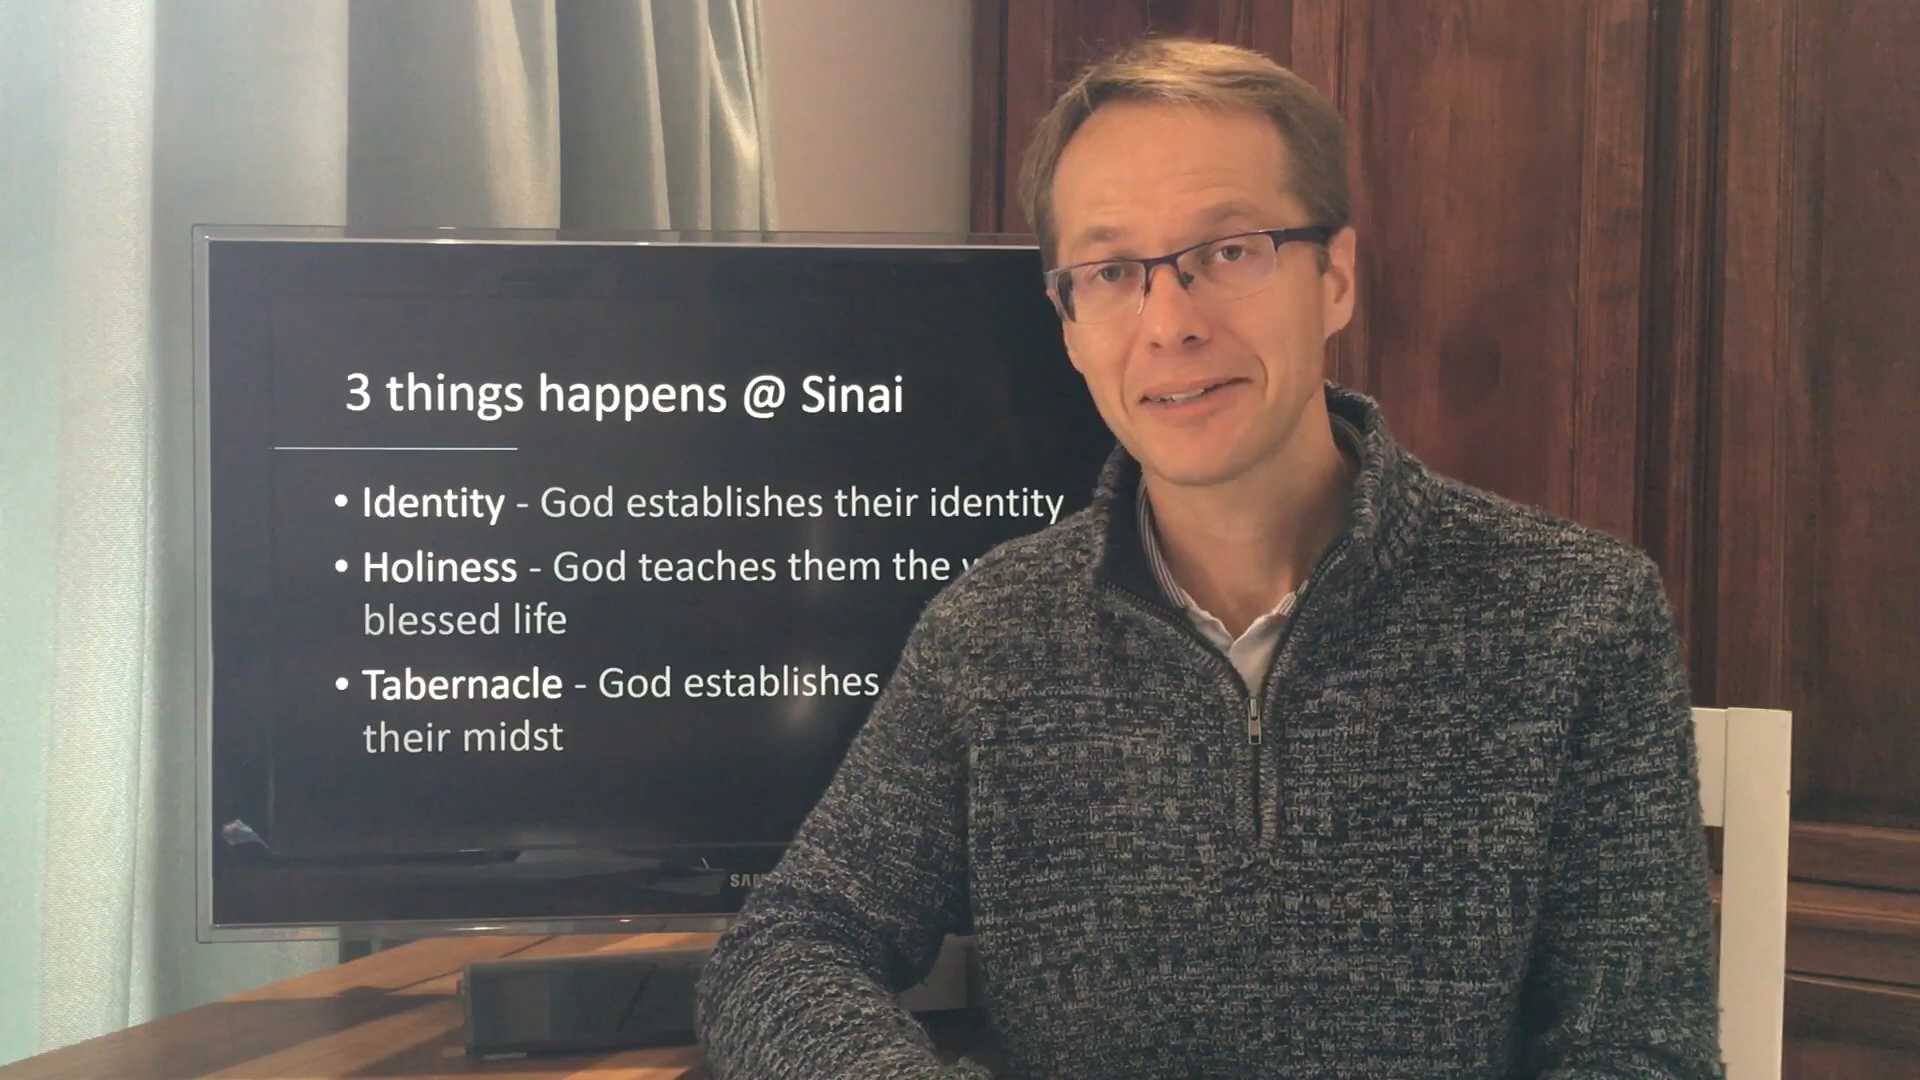 3 things happens @ Sinai
• Identity - God establishes their identity
• Holiness - God teaches them the
blessed life
• Tabernacle - God establishes
their midst